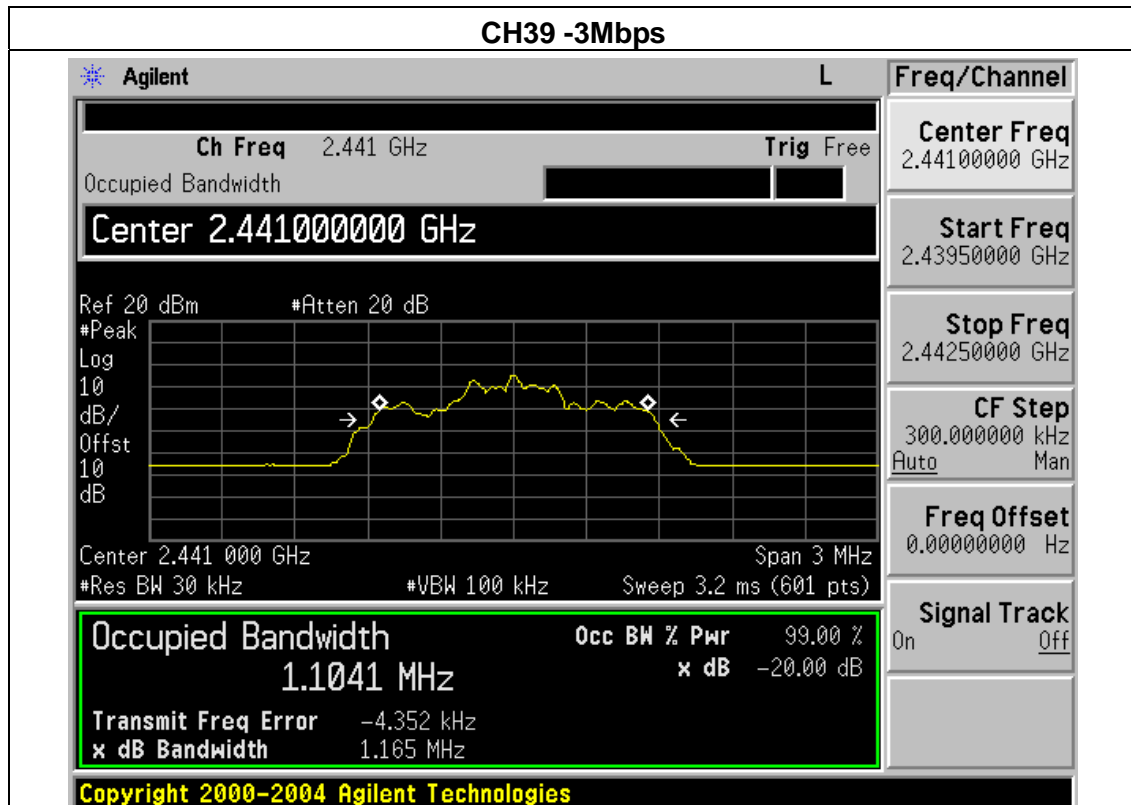 CH39 -3Mbps
Agilent L Freq/Channel
Ch Freq 2.441 GHz Trig Free
Occupied Bandwidth
Center 2.441000000 GHz
Ref 20 dBm #Atten 20 dB
#Peak
Log
10
dB/
Offst
10
dB
Center 2.441 000 GHz Span 3 MHz
#Res BW 30 kHz #VBW 100 kHz Sweep 3.2 ms (601 pts)
Occupied Bandwidth
1.1041 MHz
Occ BW % Pwr 99.00 %
x dB -20.00 dB
Transmit Freq Error -4.352 kHz
x dB Bandwidth 1.165 MHz
Copyright 2000-2004 Agilent Technologies
Center Freq
2.44100000 GHz
Start Freq
2.43950000 GHz
Stop Freq
2.44250000 GHz
CF Step
300.000000 kHz
Auto Man
Freq Offset
0.00000000 Hz
Signal Track
On Off